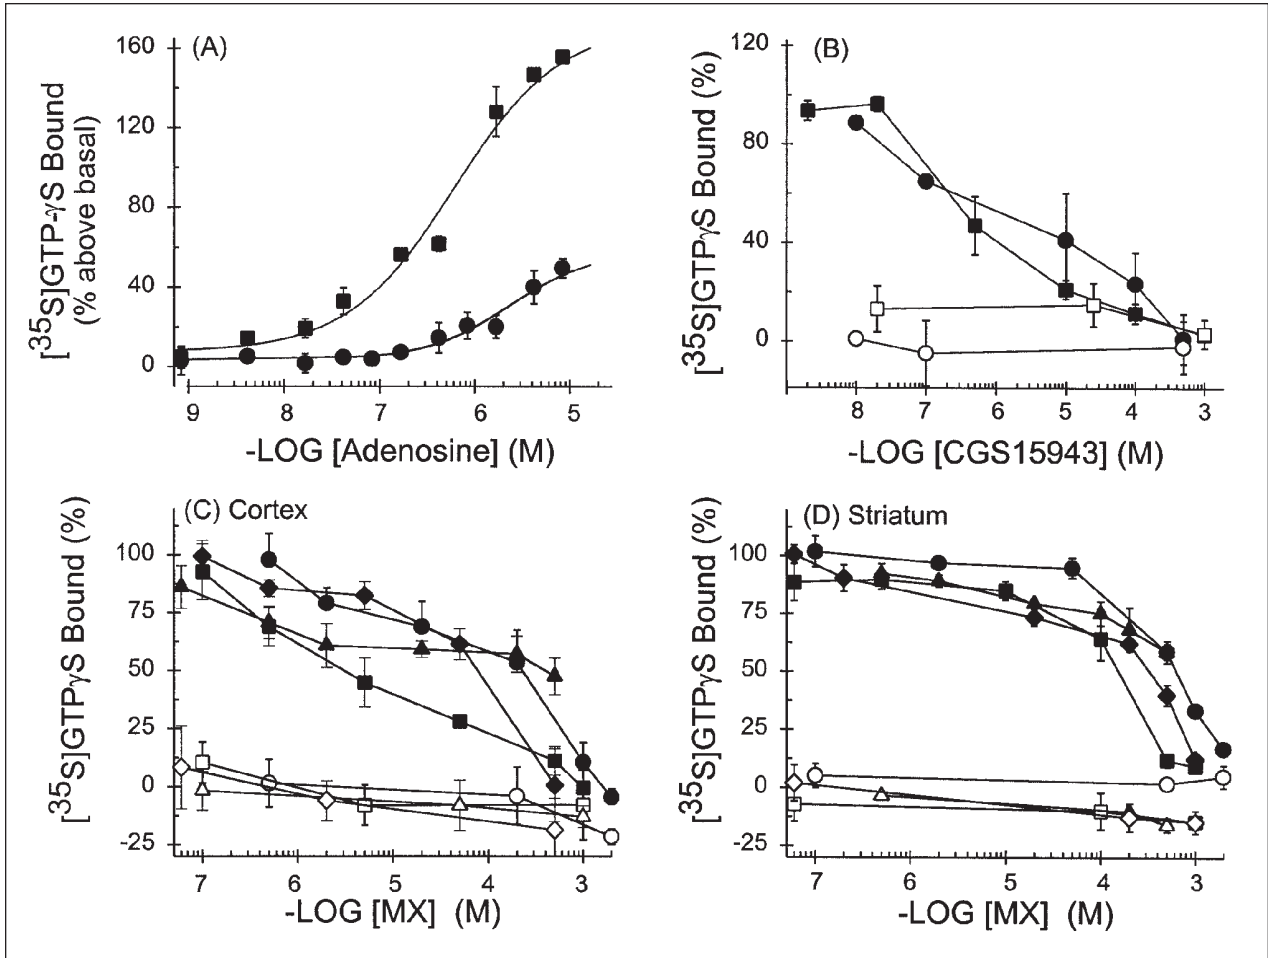 (A)
[35S]GTP-γS Bound
(% above basal)
160
120
80
40
0
9 8 7 6 5
-LOG [Adenosine] (M)
(B)
[35S]GTPγS Bound (%)
120
80
40
0
8 7 6 5 4 3
-LOG [CGS15943] (M)
(C) Cortex
[35S]GTPγS Bound (%)
100
75
50
25
0
-25
7 6 5 4 3
-LOG [MX] (M)
(D) Striatum
[35S]GTPγS Bound (%)
100
75
50
25
0
-25
7 6 5 4 3
-LOG [MX] (M)